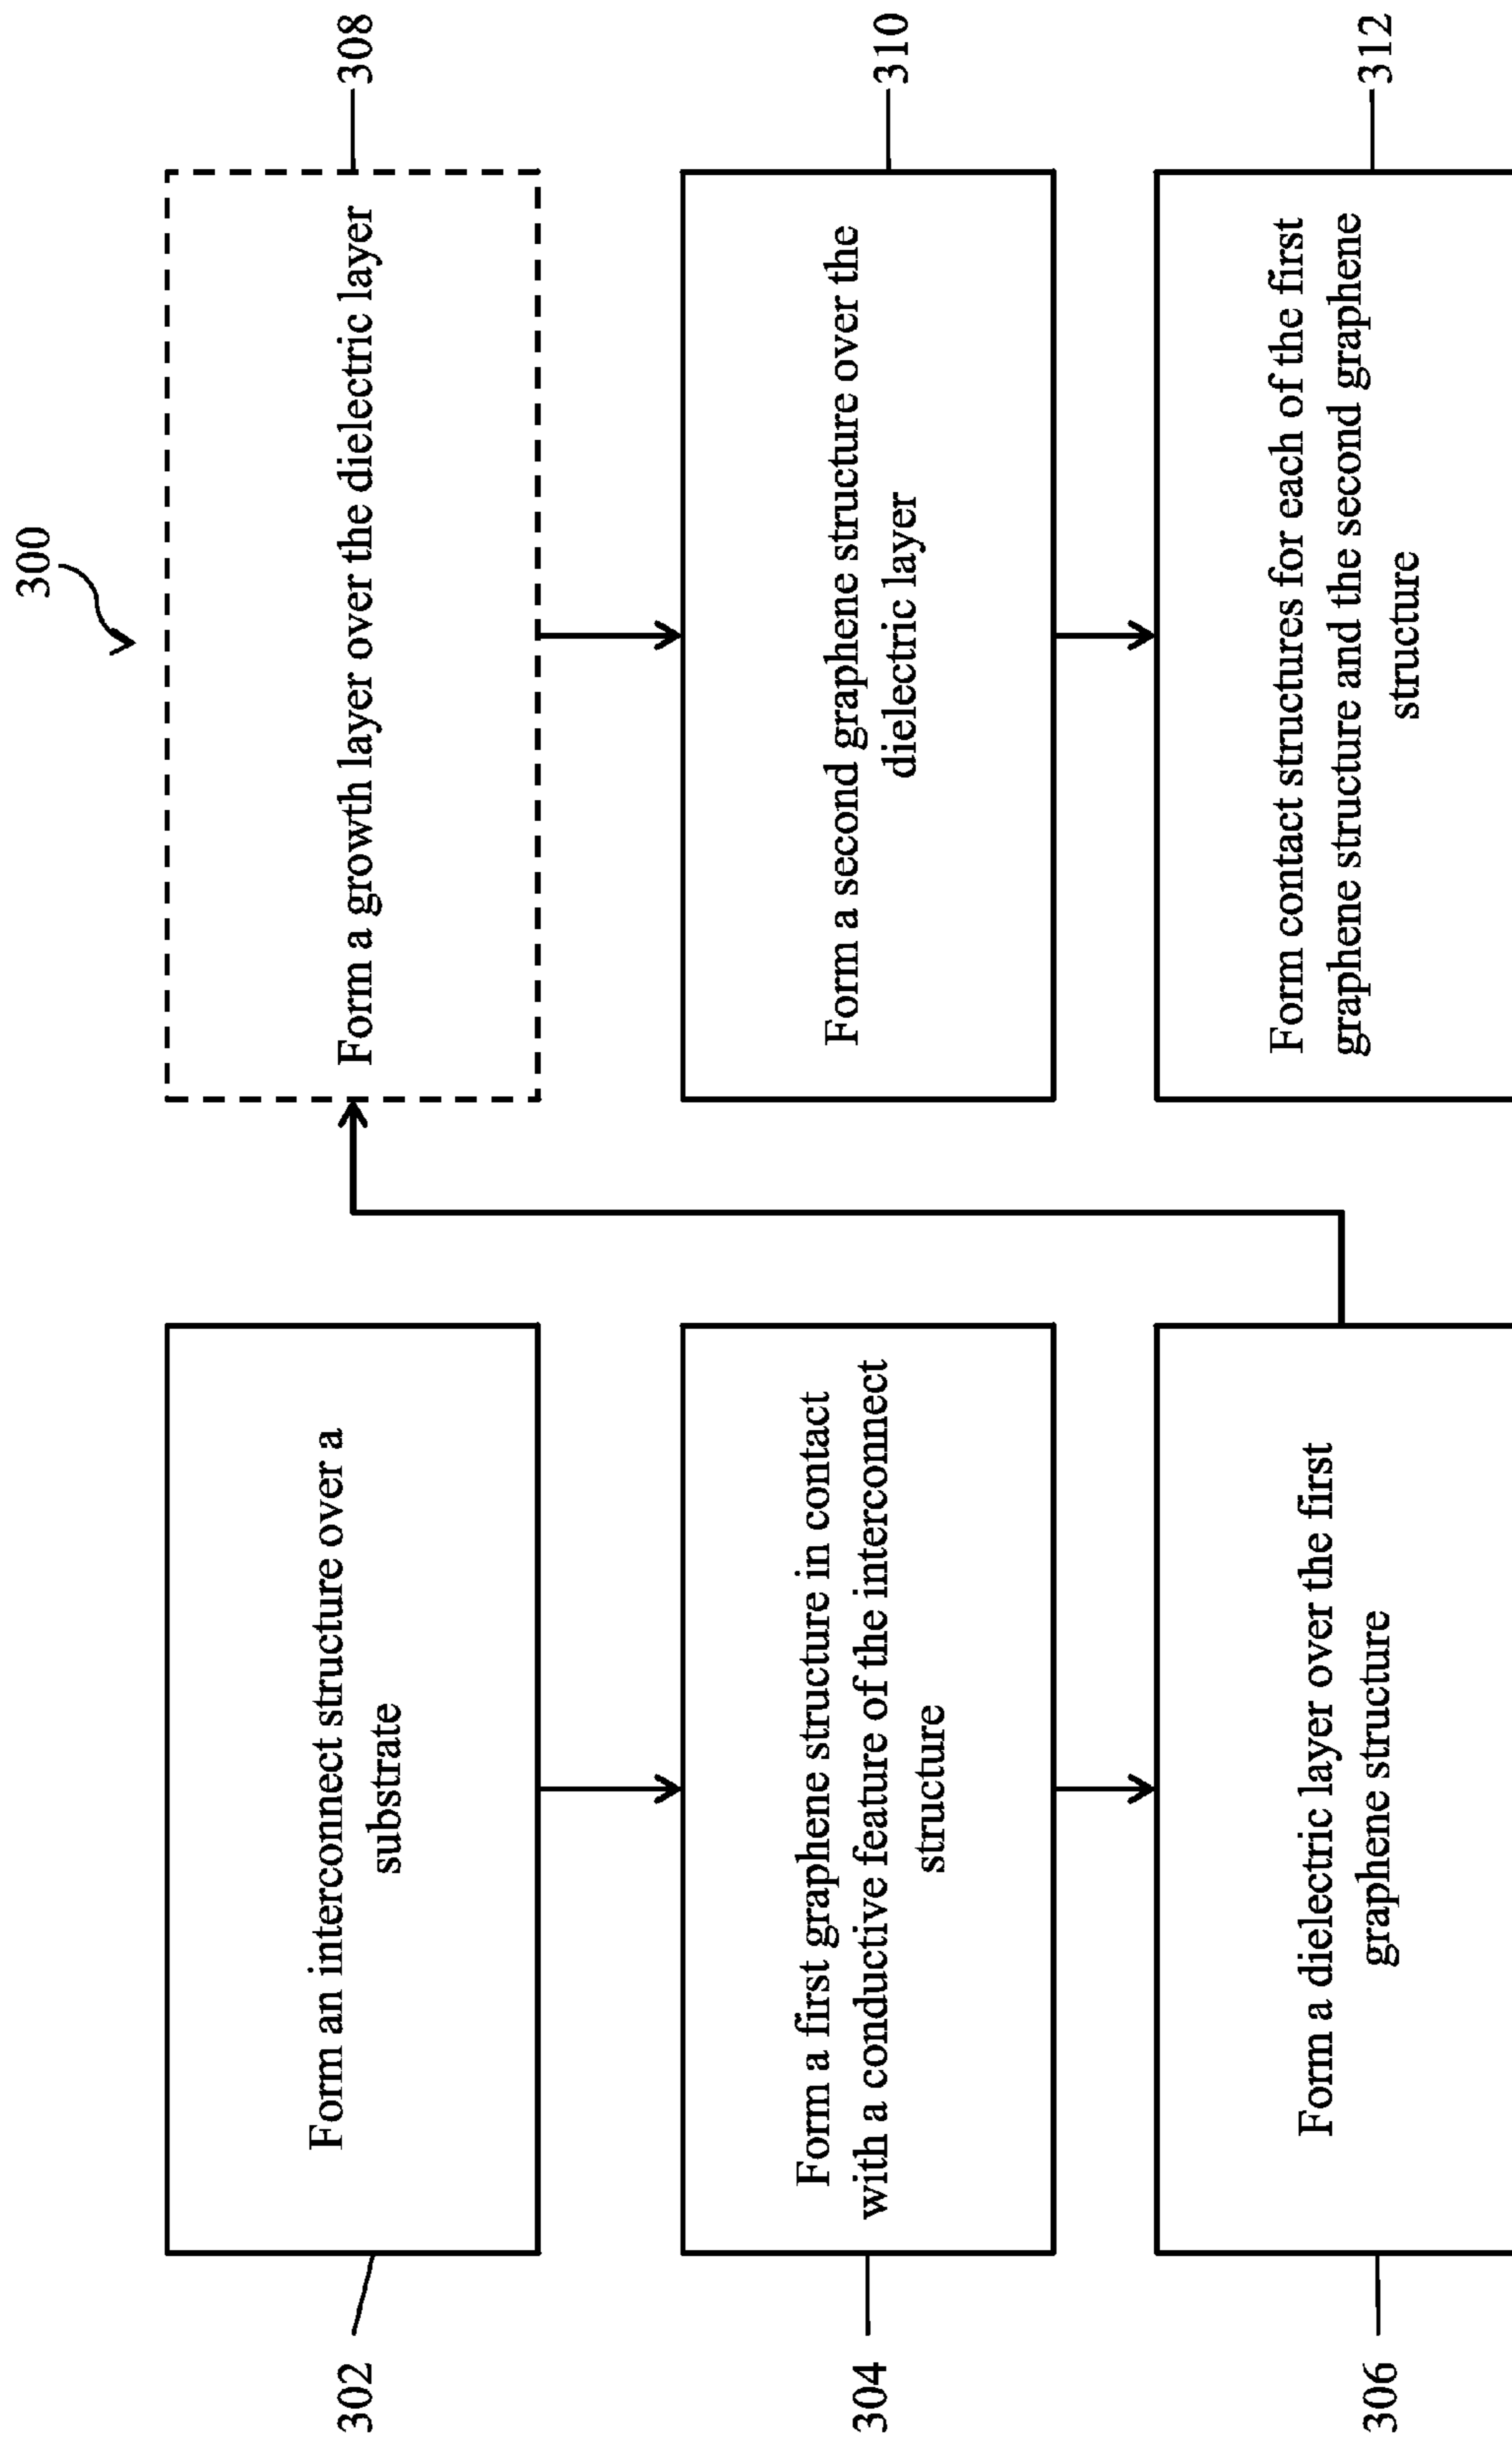 300
302
Form an interconnect structure over a
substrate
304
Form a first graphene structure in contact
with a conductive feature of the interconnect
structure
306
Form a dielectric layer over the first
graphene structure
308
Form a growth layer over the dielectric layer
310
Form a second graphene structure over the
dielectric layer
312
Form contact structures for each of the first
graphene structure and the second graphene
structure